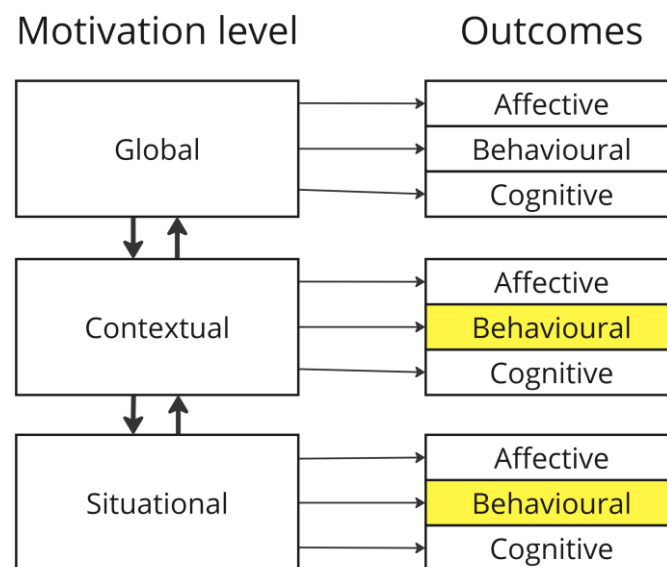 Motivation level
Outcomes
Global
Affective
Behavioural
Cognitive
Contextual
Affective
Behavioural
Cognitive
Situational
Affective
Behavioural
Cognitive